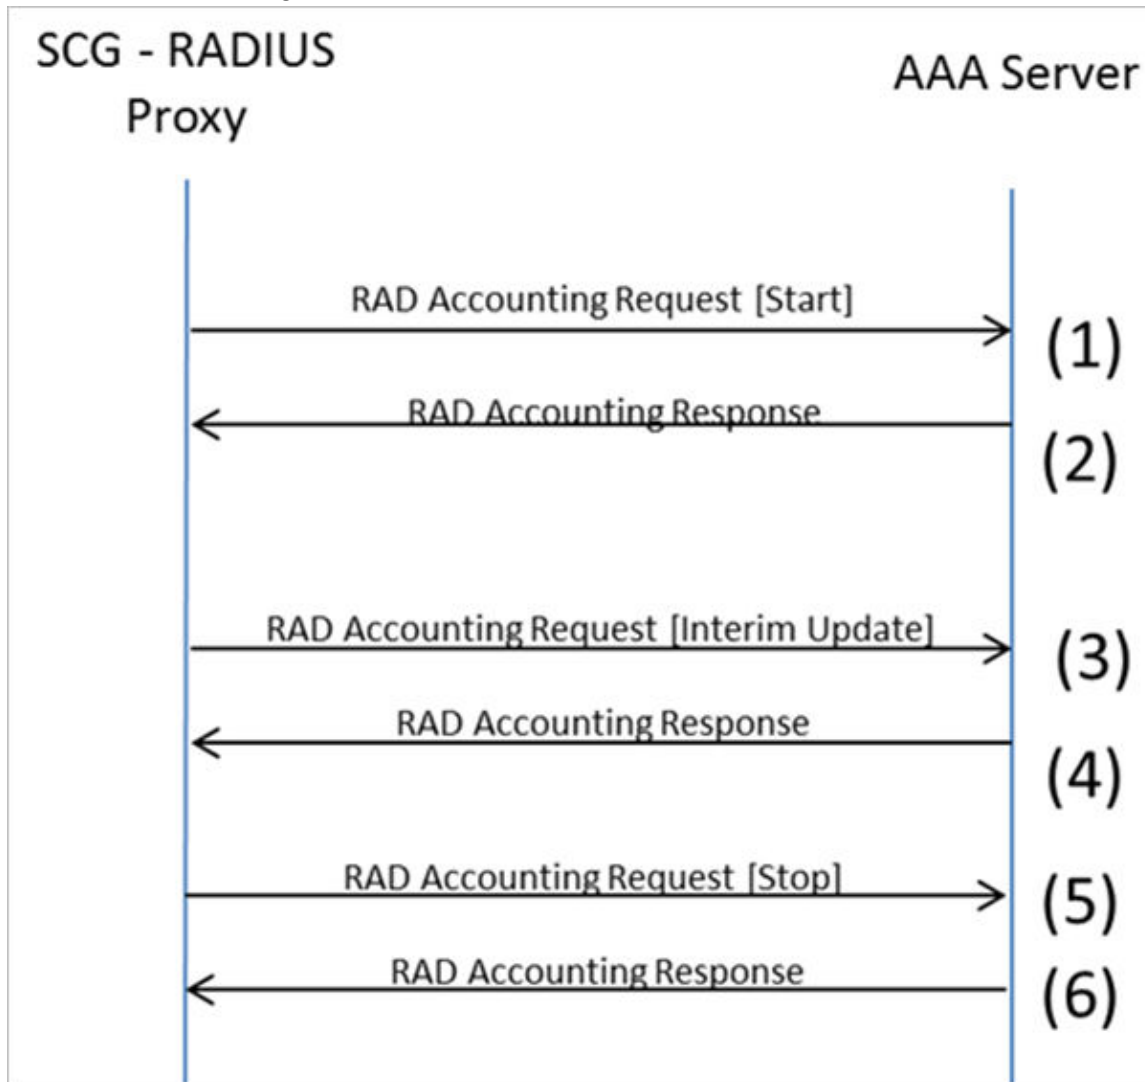 SCG - RADIUS
Proxy
AAA Server
RAD Accounting Request [Start]
(1)
RAD Accounting Response
(2)
RAD Accounting Request [Interim Update]
(3)
RAD Accounting Response
(4)
RAD Accounting Request [Stop]
(5)
RAD Accounting Response
(6)